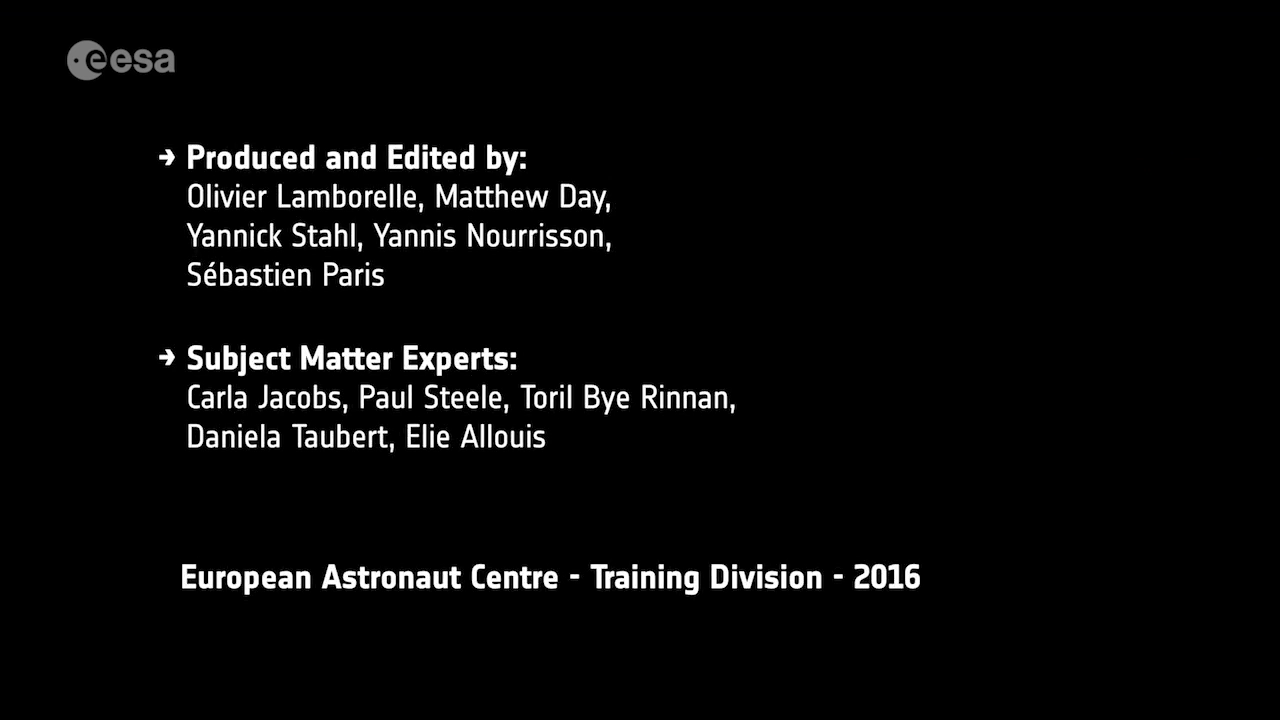 esa
→ Produced and Edited by:
Olivier Lamborelle, Matthew Day,
Yannick Stahl, Yannis Nourrisson,
Sébastien Paris
→ Subject Matter Experts:
Carla Jacobs, Paul Steele, Toril Bye Rinnan,
Daniela Taubert, Elie Allouis
European Astronaut Centre - Training Division - 2016